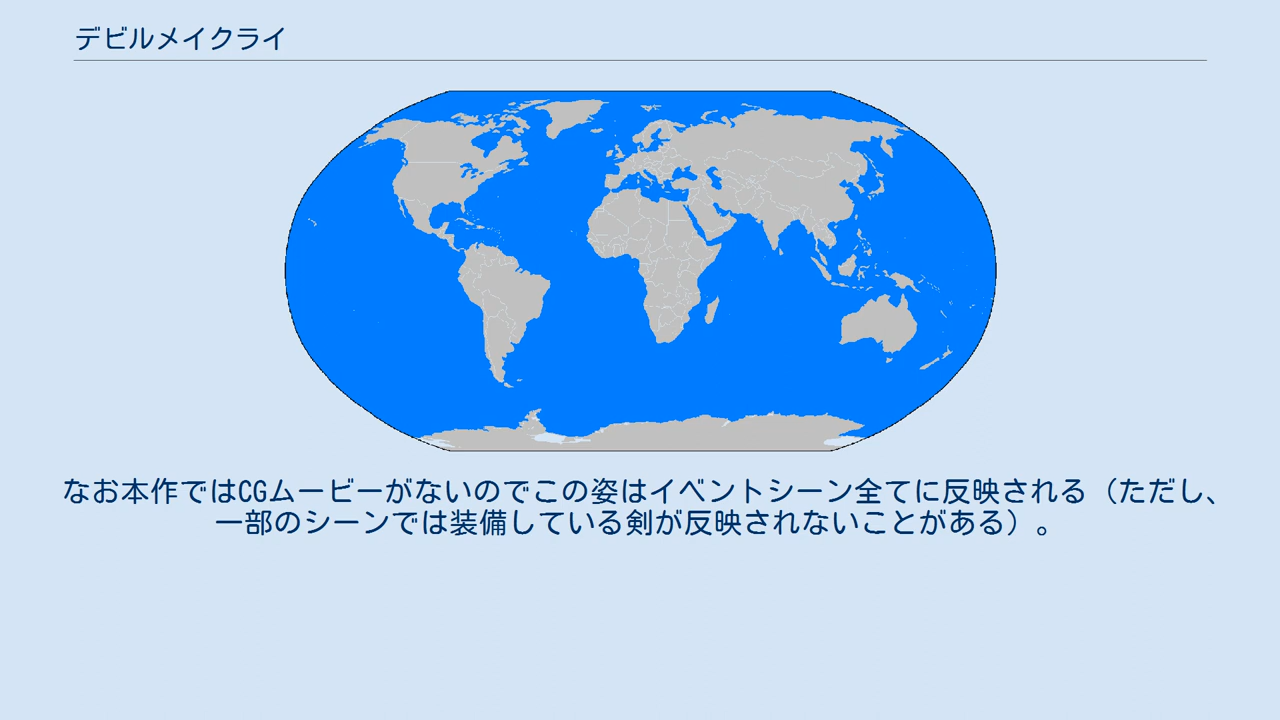 デビルメイクライ
なお本作ではCGムービーがないのでこの姿はイベントシーン全てに反映される（ただし、
一部のシーンでは装備している剣が反映されないことがある）。